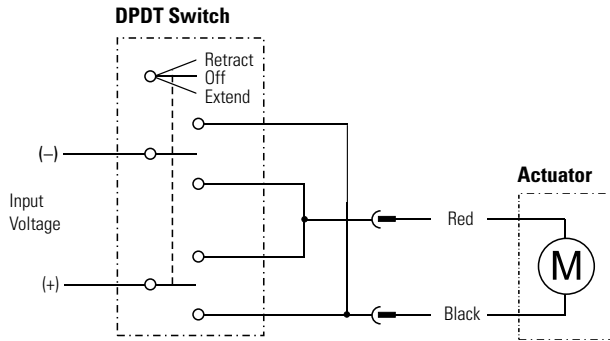 DPDT Switch
Retract
Off
Extend
(–)
Input
Voltage
(+)
Red
Black
Actuator
M